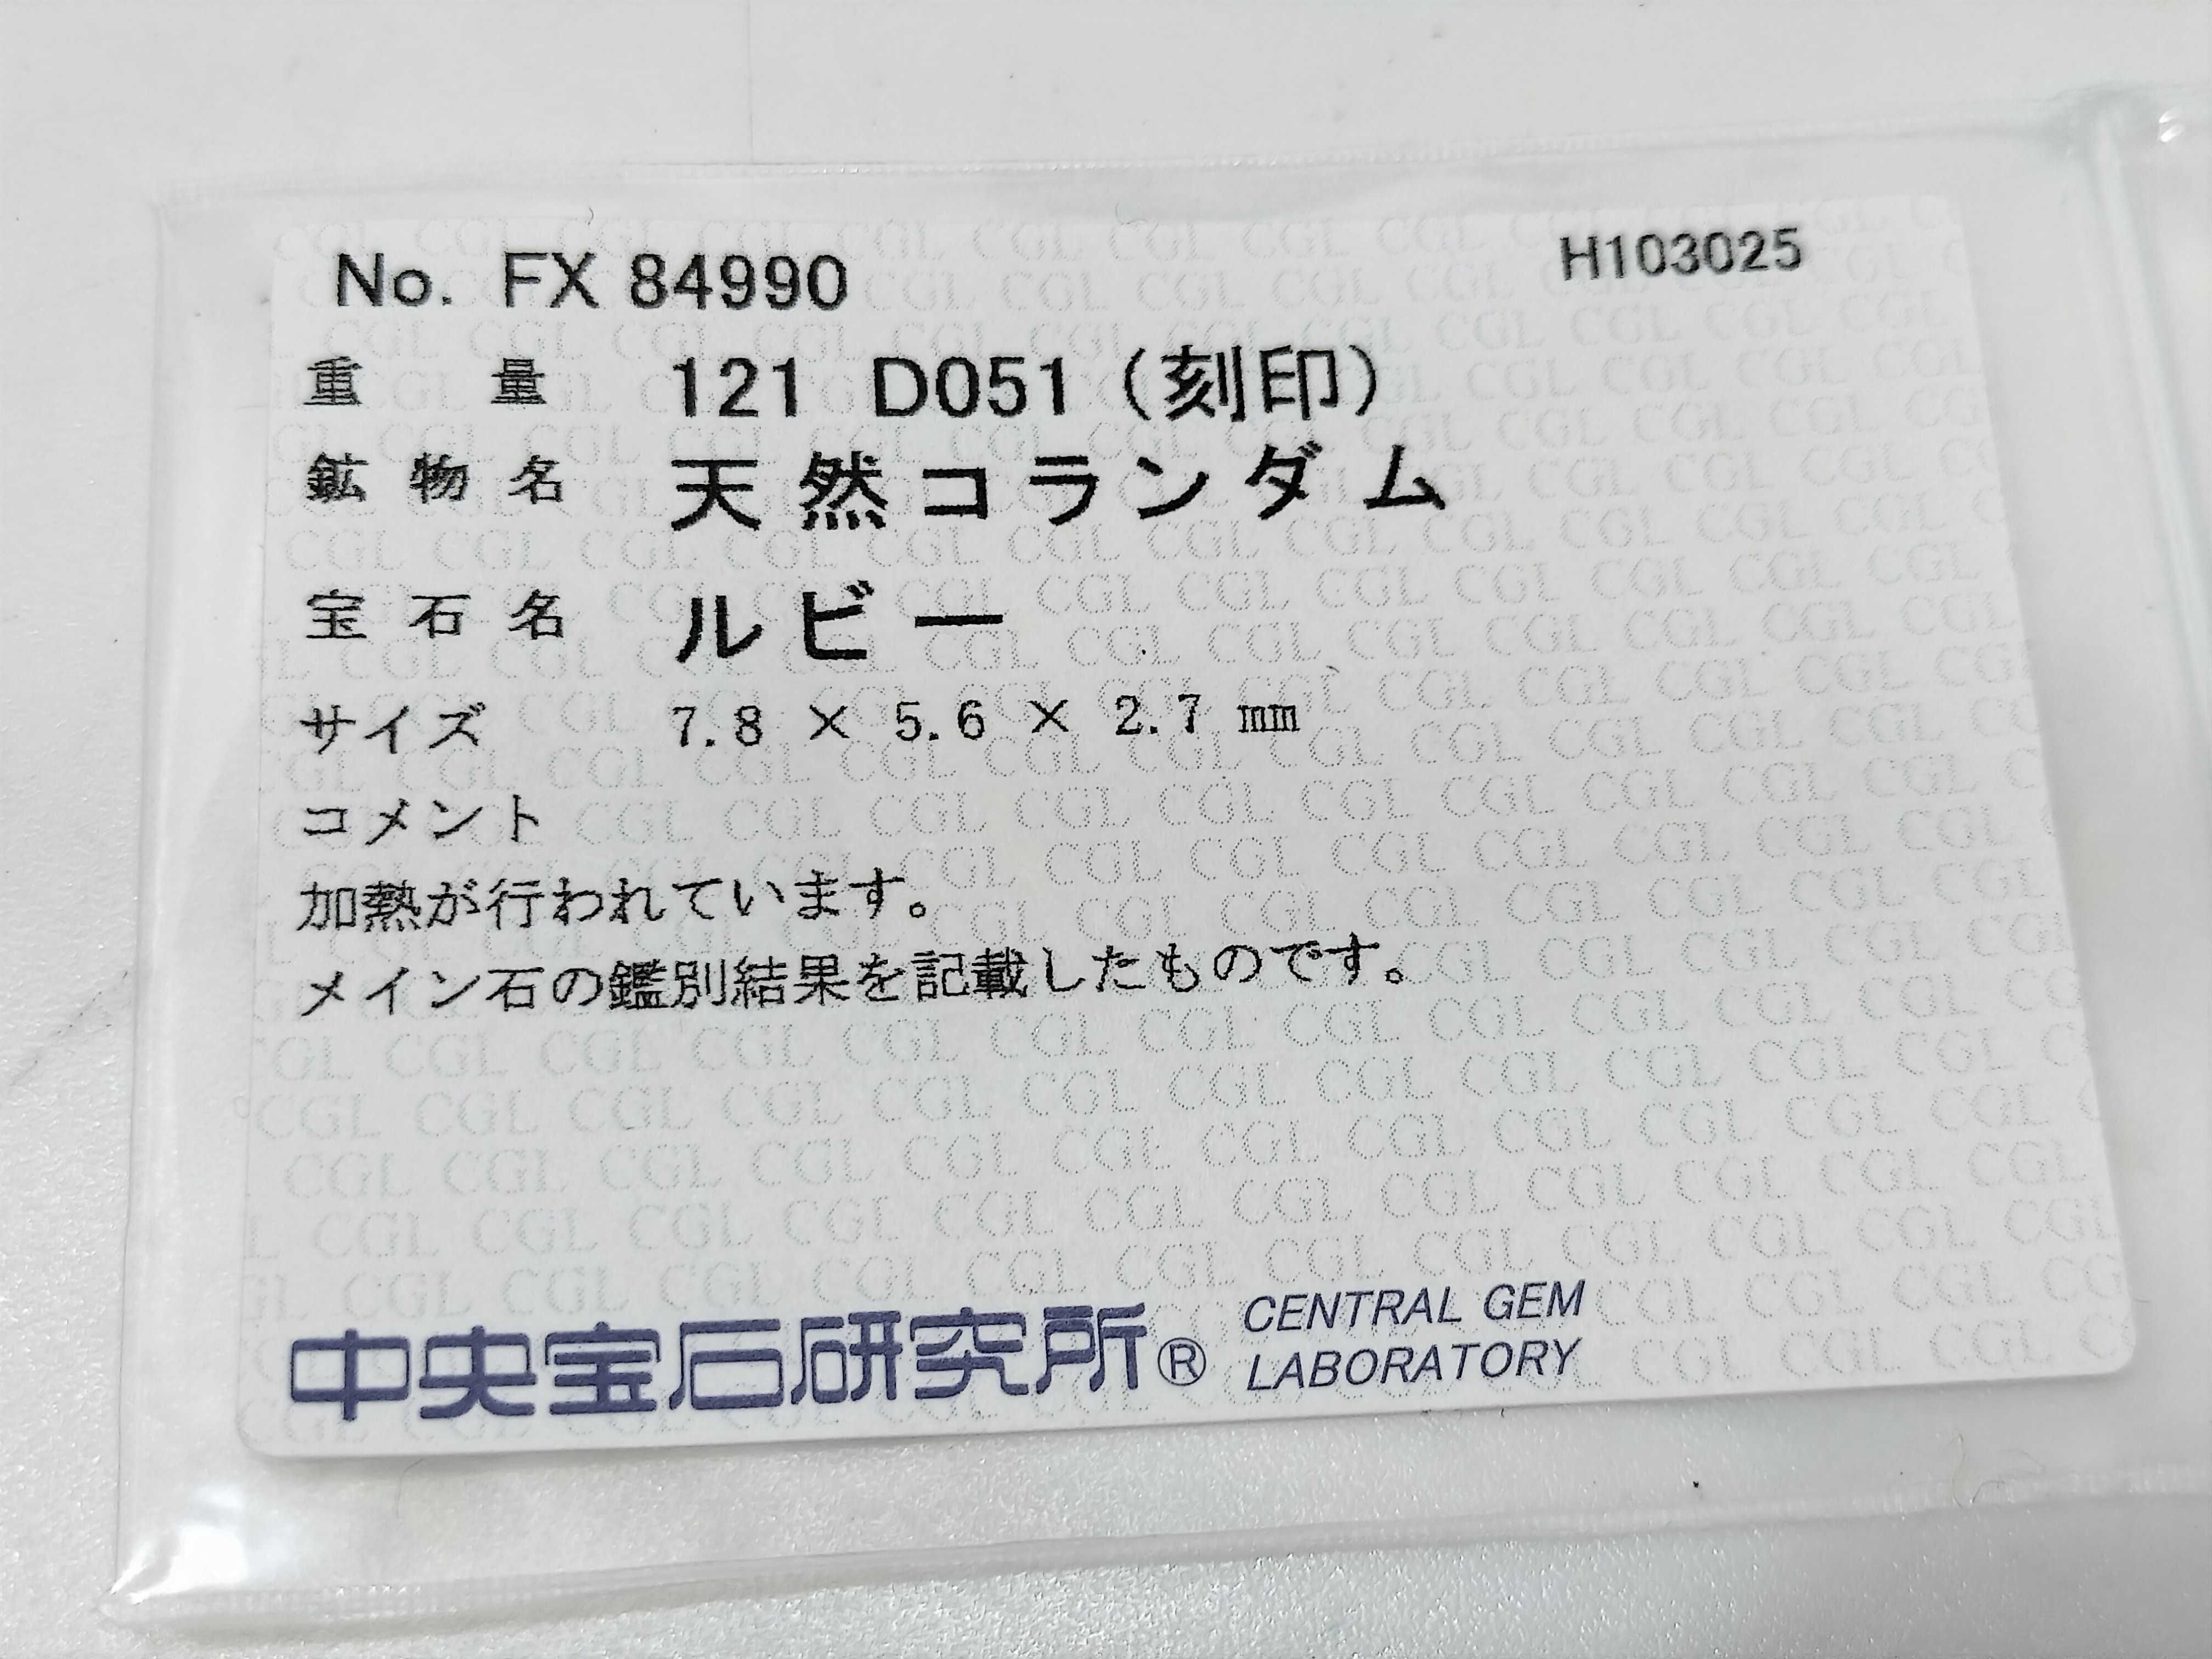 No. FX 84990 H103025
重量 121 D051（刻印）
鉱物名 天然コランダム
宝石名 ルビー
サイズ 7.8 × 5.6 × 2.7 ㎜
コメント
加熱が行われています。
メイン石の鑑別結果を記載したものです。
中央宝石研究所® CENTRAL GEM
LABORATORY